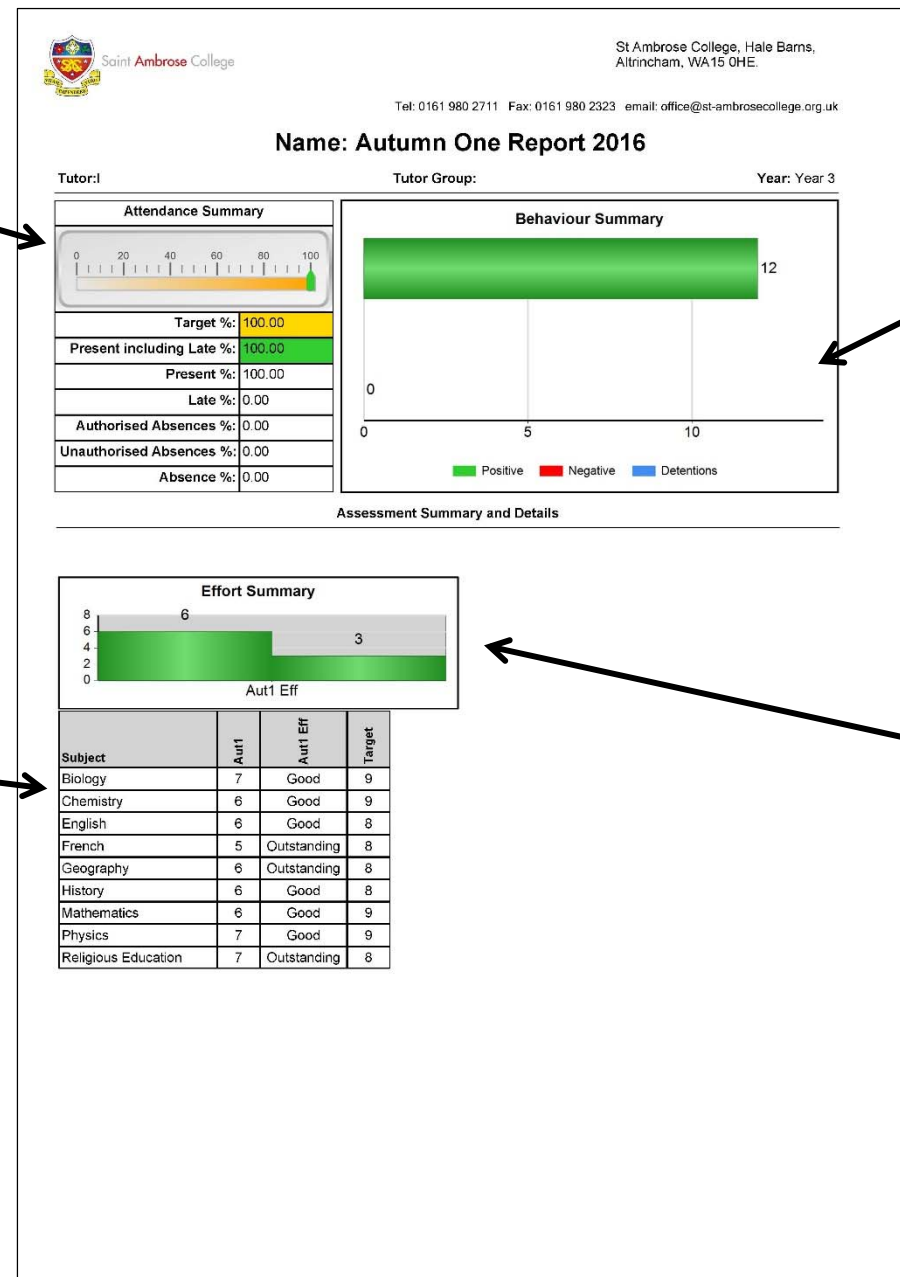 Saint Ambrose College
St Ambrose College, Hale Barns,
Altrincham, WA15 0HE.
Tel: 0161 980 2711 Fax: 0161 980 2323 email: office@st-ambrosecollege.org.uk
Name: Autumn One Report 2016
Tutor:l Tutor Group: Year: Year 3
Attendance Summary
0 20 40 60 80 100
Target %: 100.00
Present including Late %: 100.00
Present %: 100.00
Late %: 0.00
Authorised Absences %: 0.00
Unauthorised Absences %: 0.00
Absence %: 0.00
Behaviour Summary
12
0
0 5 10
Positive Negative Detentions
Assessment Summary and Details
Effort Summary
8
6
4
2
0
6
3
Aut1 Eff
Subject Aut1 Aut1 Eff Target
Biology 7 Good 9
Chemistry 6 Good 9
English 6 Good 8
French 5 Outstanding 8
Geography 6 Outstanding 8
History 6 Good 8
Mathematics 6 Good 9
Physics 7 Good 9
Religious Education 7 Outstanding 8